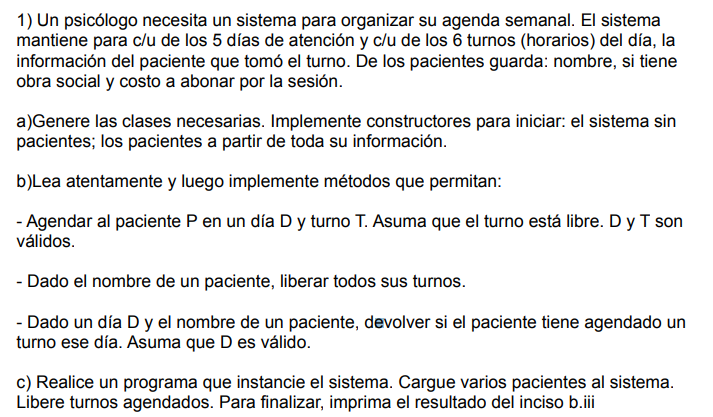 1) Un psicólogo necesita un sistema para organizar su agenda semanal. El sistema
mantiene para c/u de los 5 días de atención y c/u de los 6 turnos (horarios) del día, la
información del paciente que tomó el turno. De los pacientes guarda: nombre, si tiene
obra social y costo a abonar por la sesión.
a)Genere las clases necesarias. Implemente constructores para iniciar: el sistema sin
pacientes; los pacientes a partir de toda su información.
b)Lea atentamente y luego implemente métodos que permitan:
- Agendar al paciente P en un día D y turno T. Asuma que el turno está libre. D y T son
válidos.
- Dado el nombre de un paciente, liberar todos sus turnos.
- Dado un día D y el nombre de un paciente, devolver si el paciente tiene agendado un
turno ese día. Asuma que D es válido.
c) Realice un programa que instancie el sistema. Cargue varios pacientes al sistema.
Libere turnos agendados. Para finalizar, imprima el resultado del inciso b.iii